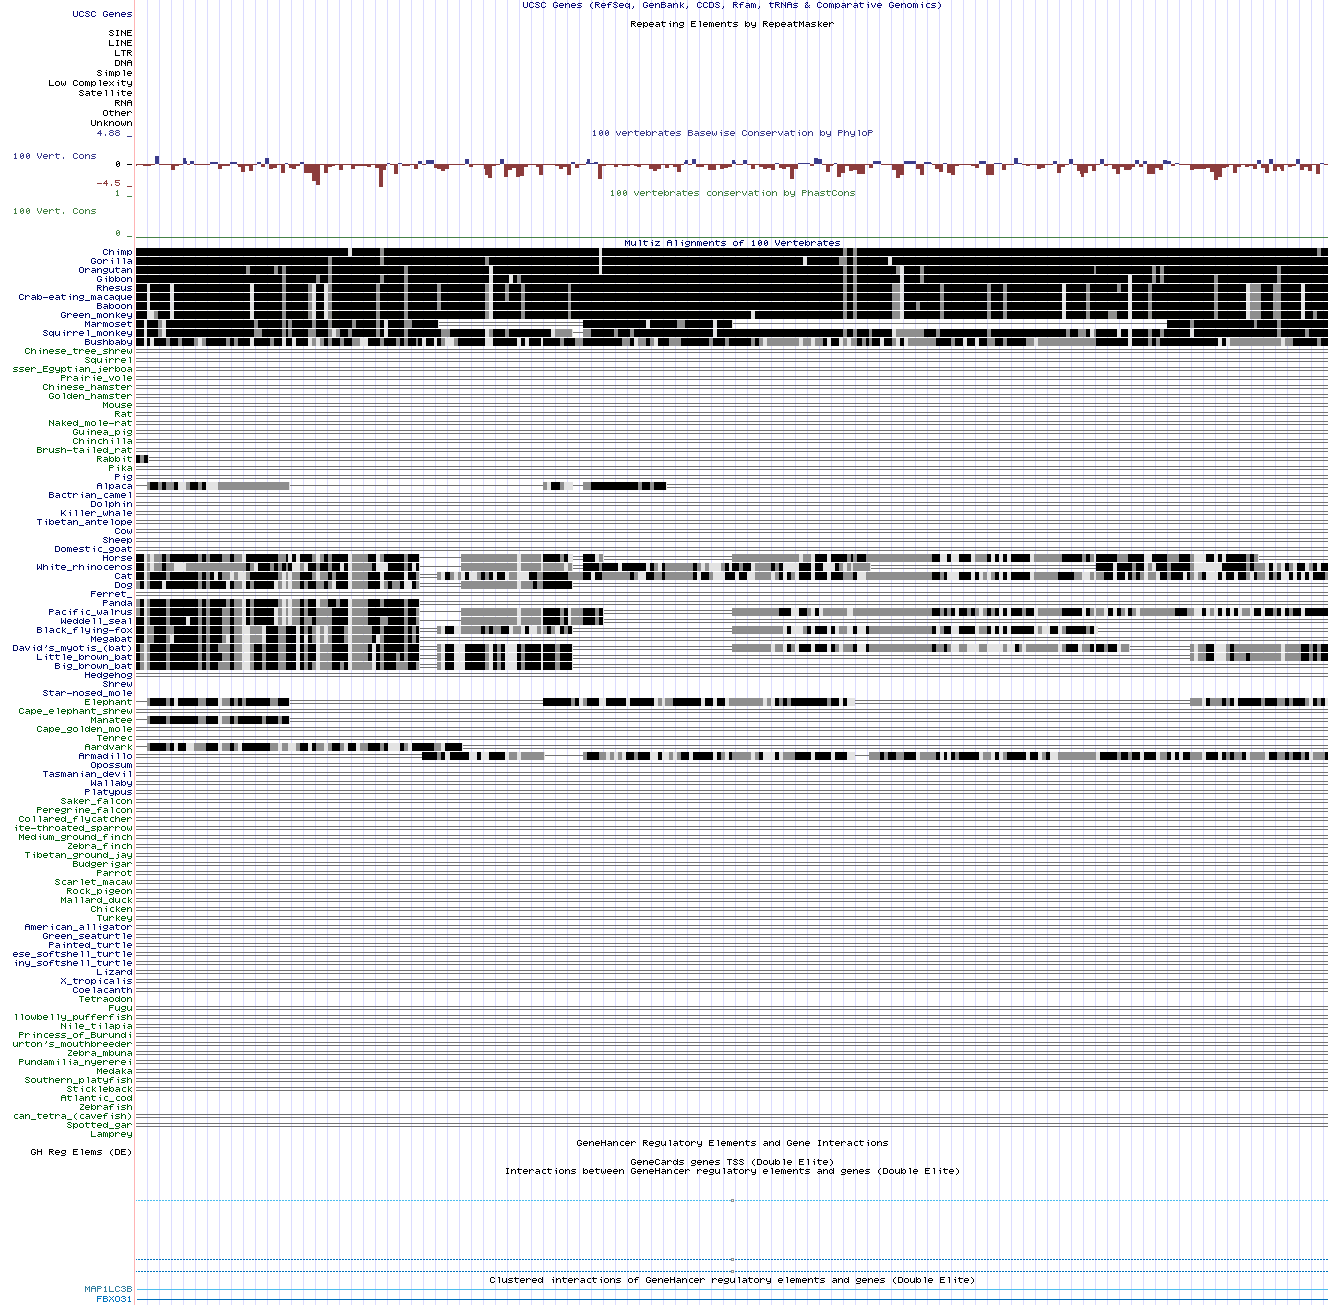 UCSC Genes (RefSeq, GenBank, CCDS, Rfam, tRNAs & Comparative Genomics)
UCSC Genes
Repeating Elements by RepeatMasker
SINE
LINE
LTR
DNA
Simple
Low Complexity
Satellite
RNA
Other
Unknown
4.88 _
100 vertebrates Basewise Conservation by PhyloP
100 Vert. Cons
0 _
-4.5 _
1 _
100 vertebrates conservation by PhastCons
100 Vert. Cons
0 _
Multiz Alignments of 100 Vertebrates
Chimp
Gorilla
Orangutan
Gibbon
Rhesus
Crab-eating_macaque
Baboon
Green_monkey
Marmoset
Squirrel_monkey
Bushbaby
Chinese_tree_shrew
Squirrel
sser_Egyptian_jerboa
Prairie_vole
Chinese_hamster
Golden_hamster
Mouse
Rat
Naked_mole-rat
Guinea_pig
Chinchilla
Brush-tailed_rat
Rabbit
Pika
Pig
Alpaca
Bactrian_camel
Dolphin
Killer_whale
Tibetan_antelope
Cow
Sheep
Domestic_goat
Horse
White_rhinoceros
Cat
Dog
Ferret_
Panda
Pacific_walrus
Weddell_seal
Black_flying-fox
Megabat
David's_myotis_(bat)
Little_brown_bat
Big_brown_bat
Hedgehog
Shrew
Star-nosed_mole
Elephant
Cape_elephant_shrew
Manatee
Cape_golden_mole
Tenrec
Aardvark
Armadillo
Opossum
Tasmanian_devil
Wallaby
Platypus
Saker_falcon
Peregrine_falcon
Collared_flycatcher
ite-throated_sparrow
Medium_ground_finch
Zebra_finch
Tibetan_ground_jay
Budgerigar
Parrot
Scarlet_macaw
Rock_pigeon
Mallard_duck
Chicken
Turkey
American_alligator
Green_seaturtle
Painted_turtle
ese_softshell_turtle
iny_softshell_turtle
Lizard
X_tropicalis
Coelacanth
Tetraodon
Fugu
llowbelly_pufferfish
Nile_tilapia
Princess_of_Burundi
urton's_mouthbreeder
Zebra_mbuna
Pundamilia_nyererei
Medaka
Southern_platyfish
Stickleback
Atlantic_cod
Zebrafish
can_tetra_(cavefish)
Spotted_gar
Lamprey
GeneHancer Regulatory Elements and Gene Interactions
GH Reg Elems (DE)
GeneCards genes TSS (Double Elite)
Interactions between GeneHancer regulatory elements and genes (Double Elite)
Clustered interactions of GeneHancer regulatory elements and genes (Double Elite)
MAP1LC3B
FBXO31